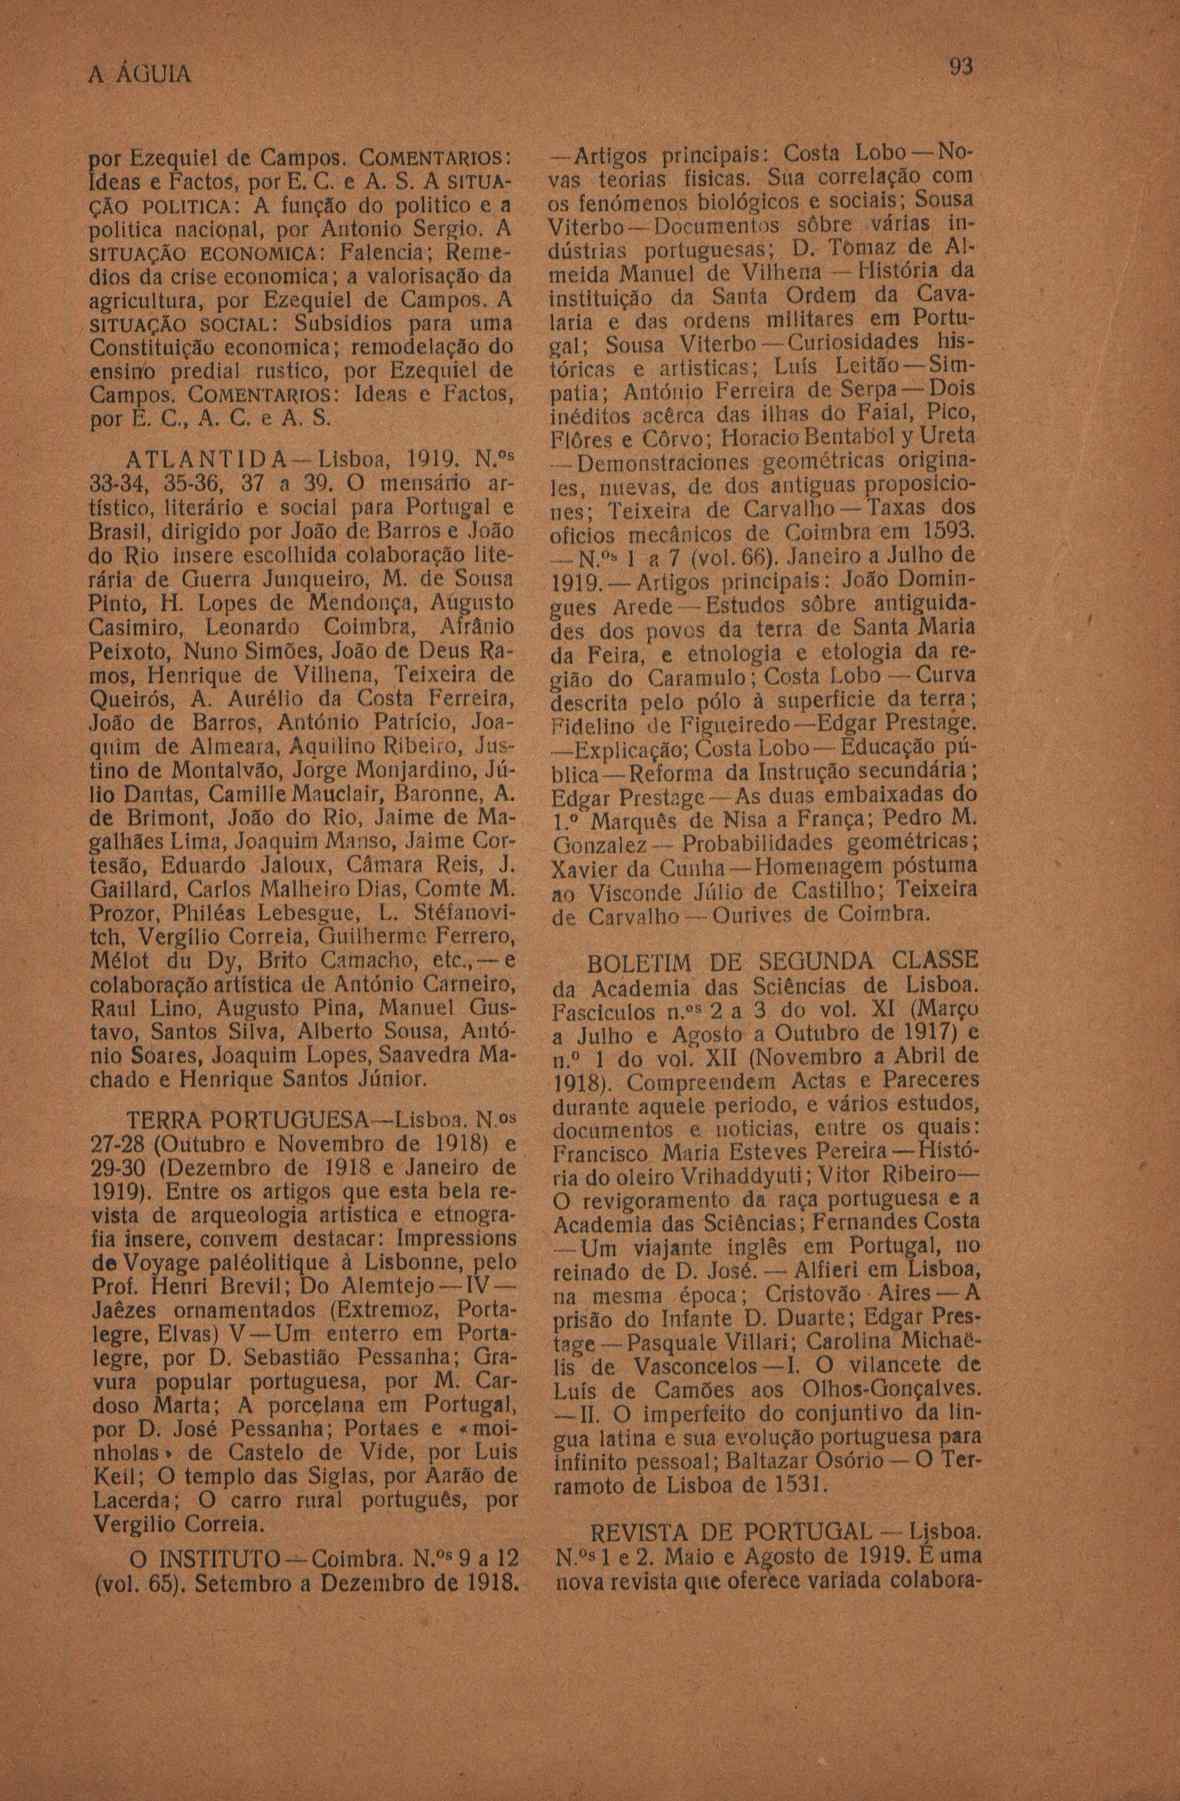 A ÁGUIA
93
por Ezequiel de Campos. COMENTARIOS:
Ideas e Factos, por E. C. e A. S. A SITUA-
ÇÃO POLITICA: A função do politico e a
politica nacional, por Antonio Sergio. A
SITUAÇÃO ECONOMICA: Falencia; Reme-
dios da crise economica; a valorisação da
agricultura, por Ezequiel de Campos. A
SITUAÇÃO SOCIAL: Subsidios para uma
Constituição economica; remodelação do
ensino predial rustico, por Ezequiel de
Campos. COMENTARIOS: Ideas e Factos,
por E. C., A. C. e A. S.
ATLANTIDA—Lisboa, 1919. N.os
33-34, 35-36, 37 a 39. O mensário ar-
tístico, literário e social para Portugal e
Brasil, dirigido por João de Barros e João
do Rio insere escolhida colaboração lite-
rária de Guerra Junqueiro, M. de Sousa
Pinto, H. Lopes de Mendonça, Augusto
Casimiro, Leonardo Coimbra, Afrânio
Peixoto, Nuno Simões, João de Deus Ra-
mos, Henrique de Vilhena, Teixeira de
Queirós, A. Aurélio da Costa Ferreira,
João de Barros, António Patrício, Joa-
quim de Almeara, Aquilino Ribeiro, Jus-
tino de Montalvão, Jorge Monjardino, Jú-
lio Dantas, Camille Mauclair, Baronne, A.
de Brimont, João do Rio, Jaime de Ma-
galhães Lima, Joaquim Manso, Jaime Cor-
tesão, Eduardo Jaloux, Câmara Reis, J.
Gaillard, Carlos Malheiro Dias, Comte M.
Prozor, Philéas Lebesgue, L. Stéfanovi-
tch, Vergílio Correia, Guilherme Ferrero,
Mélot du Dy, Brito Camacho, etc.,—e
colaboração artística de António Carneiro,
Raul Lino, Augusto Pina, Manuel Gus-
tavo, Santos Silva, Alberto Sousa, Antó-
nio Soares, Joaquim Lopes, Saavedra Ma-
chado e Henrique Santos Júnior.
TERRA PORTUGUESA—Lisboa. N.os
27-28 (Outubro e Novembro de 1918) e
29-30 (Dezembro de 1918 e Janeiro de
1919). Entre os artigos que esta bela re-
vista de arqueologia artistica e etnogra-
fia insere, convem destacar: Impressions
de Voyage paléolitique à Lisbonne, pelo
Prof. Henri Brevil; Do Alemtejo—IV—
Jaêzes ornamentados (Extremoz, Porta-
legre, Elvas) V—Um enterro em Porta-
legre, por D. Sebastião Pessanha; Gra-
vura popular portuguesa, por M. Car-
doso Marta; A porcelana em Portugal,
por D. José Pessanha; Portaes e «moi-
nholas» de Castelo de Vide, por Luis
Keil; O templo das Siglas, por Aarão de
Lacerda; O carro rural português, por
Vergilio Correia.
O INSTITUTO—Coimbra. N.os 9 a 12
(vol. 65). Setembro a Dezembro de 1918.
—Artigos principais: Costa Lobo—No-
vas teorias fisicas. Sua correlação com
os fenómenos biológicos e sociais; Sousa
Viterbo—Documentos sôbre várias in-
dústrias portuguesas; D. Tomaz de Al-
meida Manuel de Vilhena—História da
instituição da Santa Ordem da Cava-
laria e das ordens militares em Portu-
gal; Sousa Viterbo—Curiosidades his-
tóricas e artisticas; Luís Leitão—Sim-
patia; António Ferreira de Serpa—Dois
inéditos acêrca das ilhas do Faial, Pico,
Flôres e Côrvo; Horacio Bentabol y Ureta
—Demonstraciones geométricas origina-
les, nuevas, de dos antiguas proposicio-
nes; Teixeira de Carvalho—Taxas dos
oficios mecânicos de Coimbra em 1593.
—N.os 1 a 7 (vol. 66). Janeiro a Julho de
1919.—Artigos principais: João Domin-
gues Arede—Estudos sôbre antiguida-
des dos povos da terra de Santa Maria
da Feira, e etnologia e etologia da re-
gião do Caramulo; Costa Lobo—Curva
descrita pelo pólo à superficie da terra;
Fidelino de Figueiredo—Edgar Prestage.
—Explicação; Costa Lobo—Educação pú-
blica—Reforma da Instrução secundária;
Edgar Prestage—As duas embaixadas do
1.º Marquês de Nisa a França; Pedro M.
Gonzalez—Probabilidades geométricas;
Xavier da Cunha—Homenagem póstuma
ao Visconde Júlio de Castilho; Teixeira
de Carvalho—Ourives de Coimbra.
BOLETIM DE SEGUNDA CLASSE
da Academia das Sciências de Lisboa.
Fasciculos n.os 2 a 3 do vol. XI (Março
a Julho e Agosto a Outubro de 1917) e
n.º 1 do vol. XII (Novembro a Abril de
1918). Compreendem Actas e Pareceres
durante aquele periodo, e vários estudos,
documentos e noticias, entre os quais:
Francisco Maria Esteves Pereira—Histó-
ria do oleiro Vrihaddyuti; Vitor Ribeiro—
O revigoramento da raça portuguesa e a
Academia das Sciências; Fernandes Costa
—Um viajante inglês em Portugal, no
reinado de D. José.—Alfieri em Lisboa,
na mesma época; Cristovão Aires—A
prisão do Infante D. Duarte; Edgar Pres-
tage—Pasquale Villari; Carolina Michaë-
lis de Vasconcelos—I. O vilancete de
Luís de Camões aos Olhos-Gonçalves.
—II. O imperfeito do conjuntivo da lin-
gua latina e sua evolução portuguesa para
infinito pessoal; Baltazar Osório—O Ter-
ramoto de Lisboa de 1531.
REVISTA DE PORTUGAL—Lisboa.
N.os 1 e 2. Maio e Agosto de 1919. É uma
nova revista que oferece variada colabora-